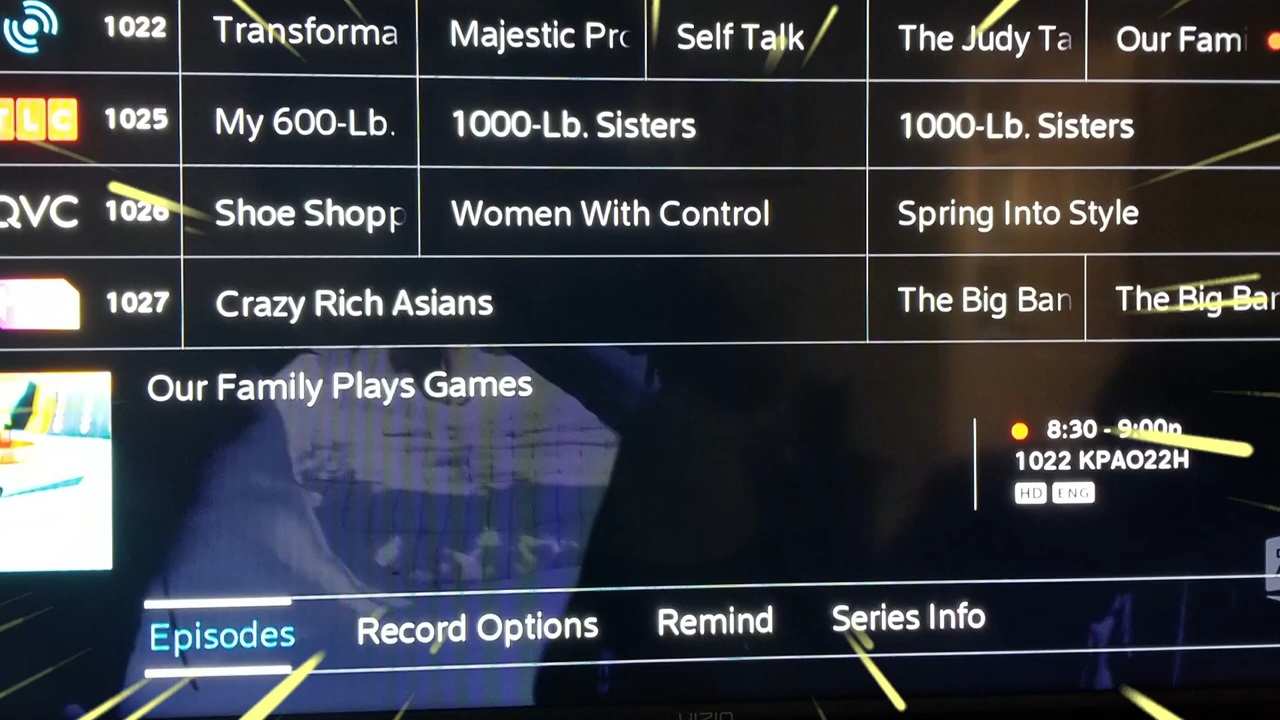 1022 Transforma Majestic Pro Self Talk The Judy Ta Our Fami
TLC 1025 My 600-Lb. 1000-Lb. Sisters 1000-Lb. Sisters
QVC 1026 Shoe Shopp Women With Control Spring Into Style
1027 Crazy Rich Asians The Big Ban The Big Bar
Our Family Plays Games
8:30 - 9:00p
1022 KPAO22H
HD ENG
Episodes Record Options Remind Series Info
VIZIO